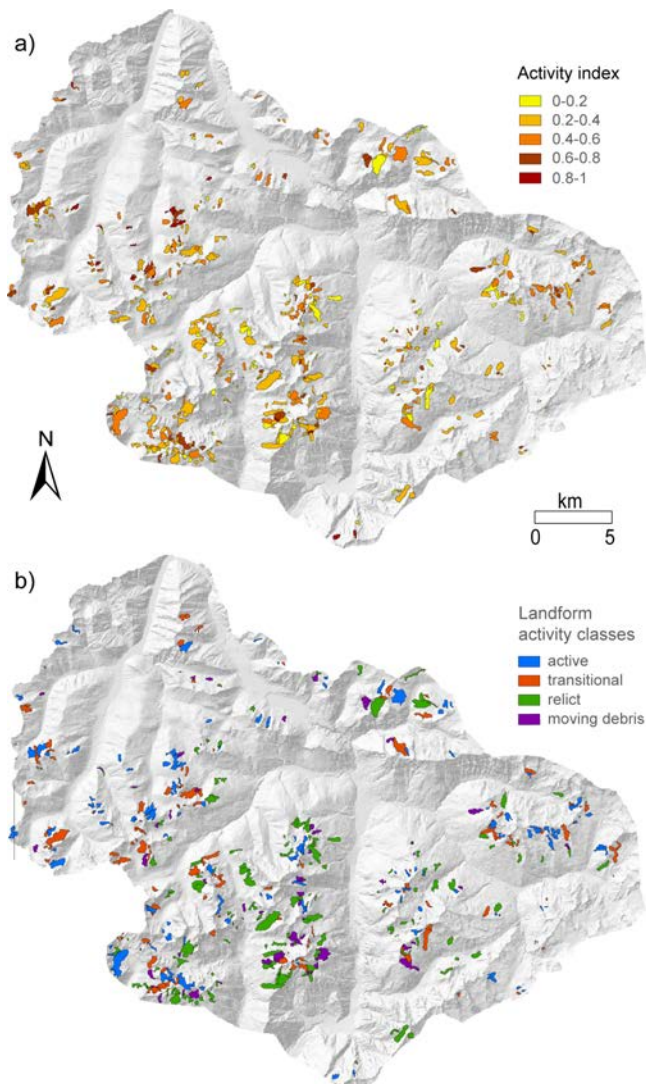 a)
Activity index
0-0.2
0.2-0.4
0.4-0.6
0.6-0.8
0.8-1
N
km
0 5
b)
Landform
activity classes
active
transitional
relict
moving debris